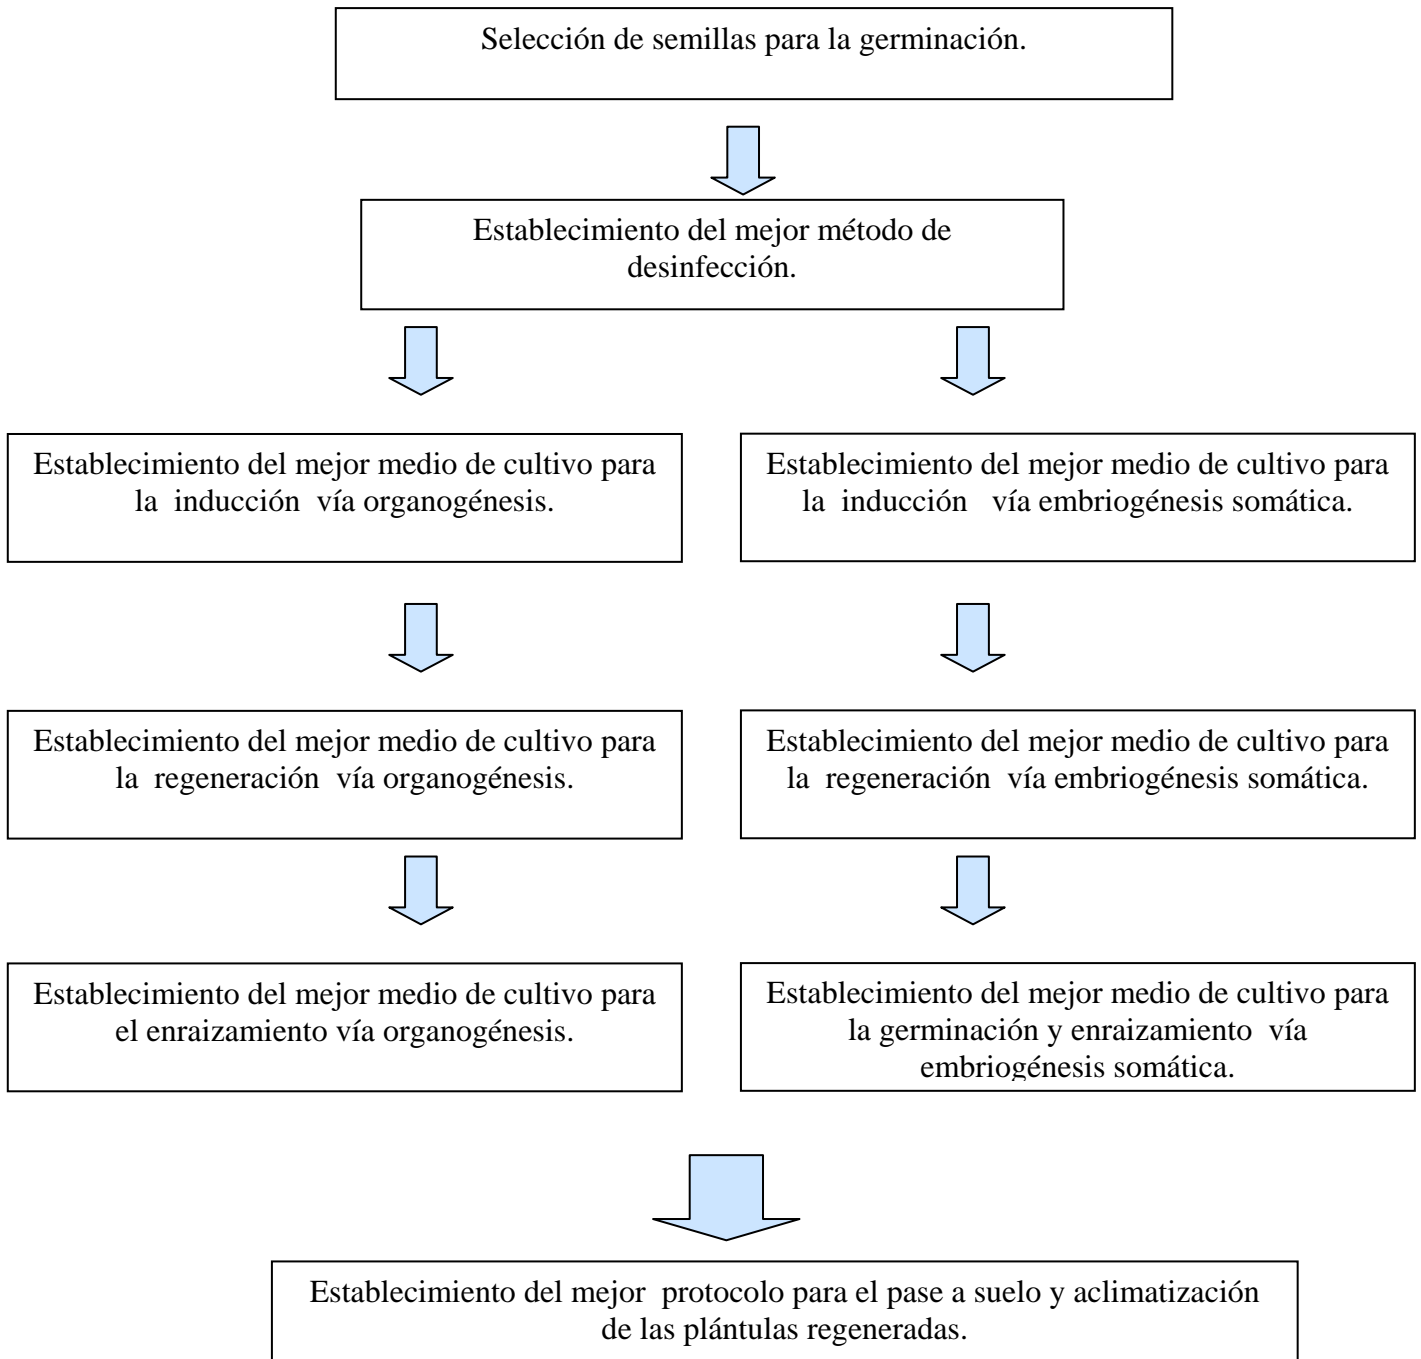 Selección de semillas para la germinación.
Establecimiento del mejor método de
desinfección.
Establecimiento del mejor medio de cultivo para
la inducción vía organogénesis.
Establecimiento del mejor medio de cultivo para
la inducción vía embriogénesis somática.
Establecimiento del mejor medio de cultivo para
la regeneración vía organogénesis.
Establecimiento del mejor medio de cultivo para
la regeneración vía embriogénesis somática.
Establecimiento del mejor medio de cultivo para
el enraizamiento vía organogénesis.
Establecimiento del mejor medio de cultivo para
la germinación y enraizamiento vía
embriogénesis somática.
Establecimiento del mejor protocolo para el pase a suelo y aclimatización
de las plántulas regeneradas.